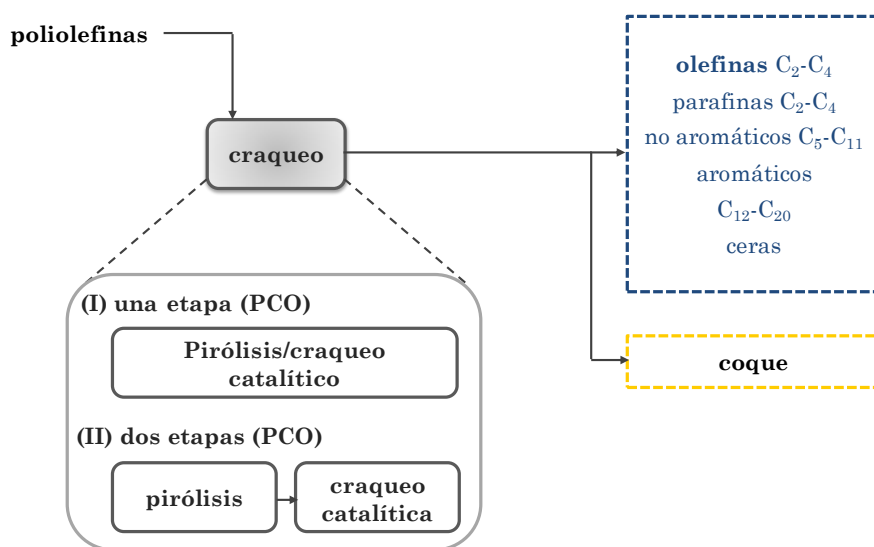 poliolefinas
craqueo
olefinas C₂-C₄
parafinas C₂-C₄
no aromáticos C₅-C₁₁
aromáticos
C₁₂-C₂₀
ceras
coque
(I) una etapa (PCO)
Pirólisis/craqueo
catalítico
(II) dos etapas (PCO)
pirólisis
craqueo
catalítica